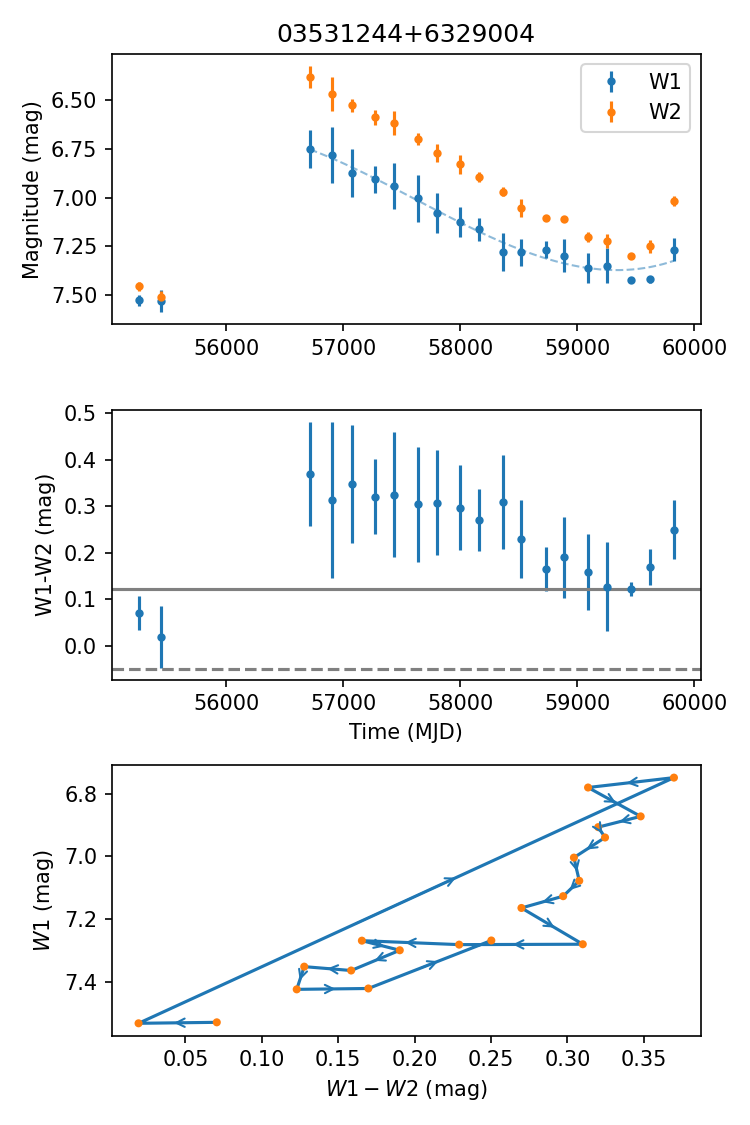 03531244+6329004
W1
W2
Magnitude (mag)
6.50
6.75
7.00
7.25
7.50
56000 57000 58000 59000 60000
W1-W2 (mag)
0.5
0.4
0.3
0.2
0.1
0.0
56000 57000 58000 59000 60000
Time (MJD)
W1 (mag)
6.8
7.0
7.2
7.4
0.05 0.10 0.15 0.20 0.25 0.30 0.35
W1 − W2 (mag)